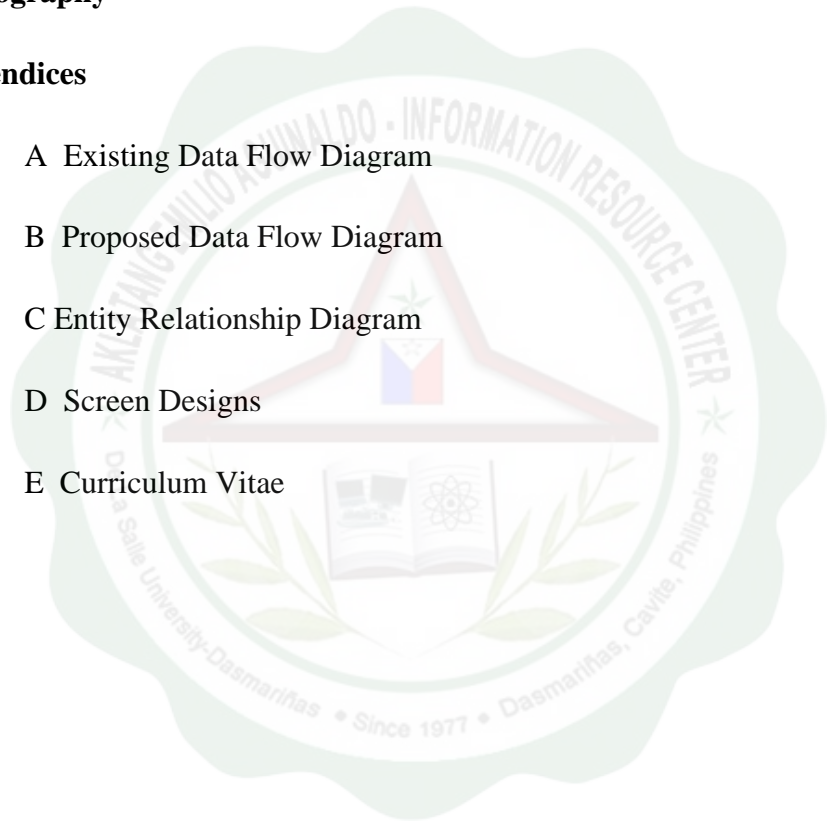 ography
endices
A Existing Data Flow Diagram
B Proposed Data Flow Diagram
C Entity Relationship Diagram
D Screen Designs
E Curriculum Vitae
AKLATANG EMILIO AGUINALDO - INFORMATION RESOURCE CENTER
De La Salle University-Dasmariñas • Since 1977 • Dasmariñas, Cavite, Philippines